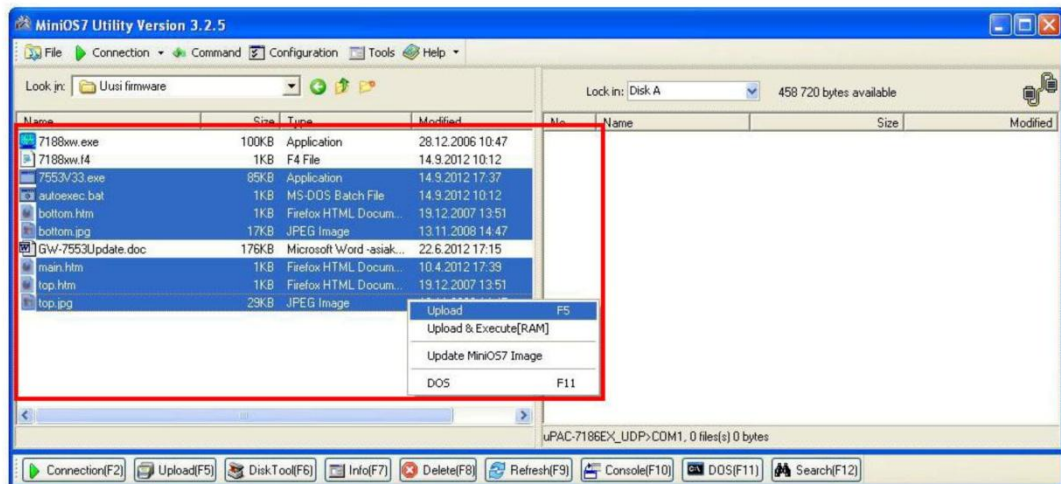 MiniOS7 Utility Version 3.2.5
File Connection Command Configuration Tools Help
Look in: Uusi firmware
Lock in: Disk A 458 720 bytes available
Name Size Type Modified
No Name Size Modified
7188xw.exe 100KB Application 28.12.2006 10:47
7188xw.f4 1KB F4 File 14.9.2012 10:12
7553V33.exe 85KB Application 14.9.2012 17:37
autoexec.bat 1KB MS-DOS Batch File 14.9.2012 10:12
bottom.htm 1KB Firefox HTML Docum... 19.12.2007 13:51
bottom.jpg 17KB JPEG Image 13.11.2008 14:47
GW-7553Update.doc 176KB Microsoft Word -asiak... 22.6.2012 17:15
main.htm 1KB Firefox HTML Docum... 10.4.2012 17:39
top.htm 1KB Firefox HTML Docum... 19.12.2007 13:51
top.jpg 29KB JPEG Image
Upload F5
Upload & Execute[RAM]
Update MiniOS7 Image
DOS F11
uPAC-7186EX_UDP>COM1, 0 files(s) 0 bytes
Connection(F2) Upload(F5) DiskTool(F6) Info(F7) Delete(F8) Refresh(F9) Console(F10) DOS(F11) Search(F12)